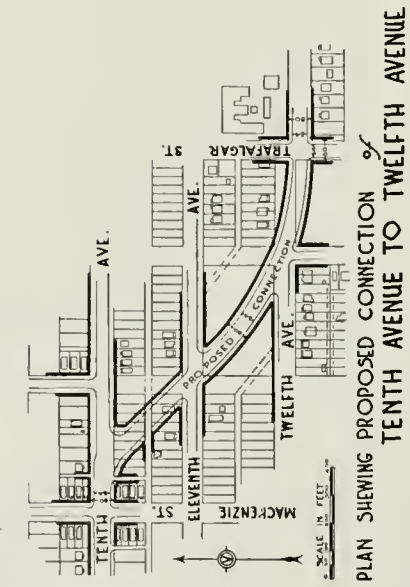 AVE.
TENTH
ST.
TRAFALGAR
AVE.
ELEVENTH
PROPOSED CONNECTION
AVE.
TWELFTH
ST.
MACKENZIE
SCALE IN FEET
PLAN SHEWING PROPOSED CONNECTION of
TENTH AVENUE TO TWELFTH AVENUE